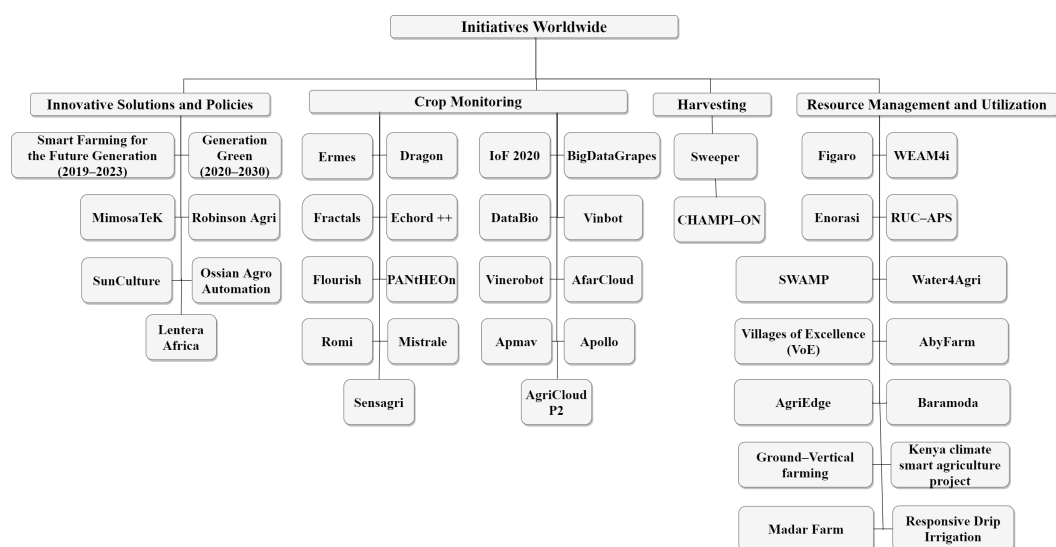 Initiatives Worldwide
Innovative Solutions and Policies
Smart Farming for
the Future Generation
(2019–2023)
Generation
Green
(2020–2030)
MimosaTeK
Robinson Agri
SunCulture
Ossian Agro
Automation
Lentera
Africa
Crop Monitoring
Ermes
Dragon
Fractals
Echord ++
Flourish
PANtHEOn
Romi
Mistrale
Sensagri
IoF 2020
BigDataGrapes
DataBio
Vinbot
Vinerobot
AfarCloud
Apmav
Apollo
AgriCloud
P2
Harvesting
Sweeper
CHAMPI–ON
Resource Management and Utilization
Figaro
WEAM4i
Enorasi
RUC–APS
SWAMP
Water4Agri
Villages of Excellence
(VoE)
AbyFarm
AgriEdge
Baramoda
Ground–Vertical
farming
Kenya climate
smart agriculture
project
Madar Farm
Responsive Drip
Irrigation